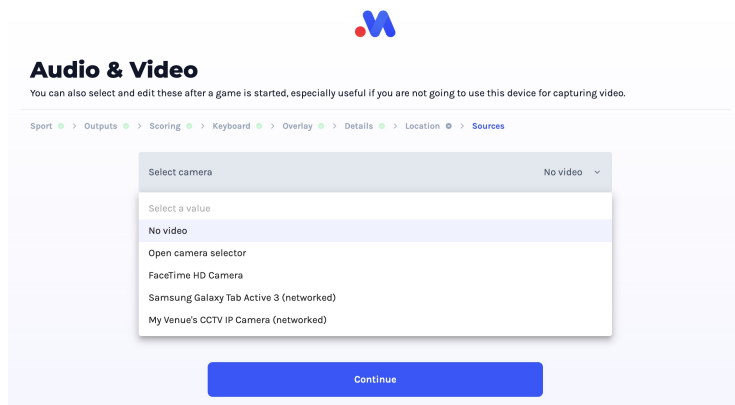 Audio & Video
You can also select and edit these after a game is started, especially useful if you are not going to use this device for capturing video.
Sport > Outputs > Scoring > Keyboard > Overlay > Details > Location > Sources
Select camera No video
Select a value
No video
Open camera selector
FaceTime HD Camera
Samsung Galaxy Tab Active 3 (networked)
My Venue's CCTV IP Camera (networked)
Continue